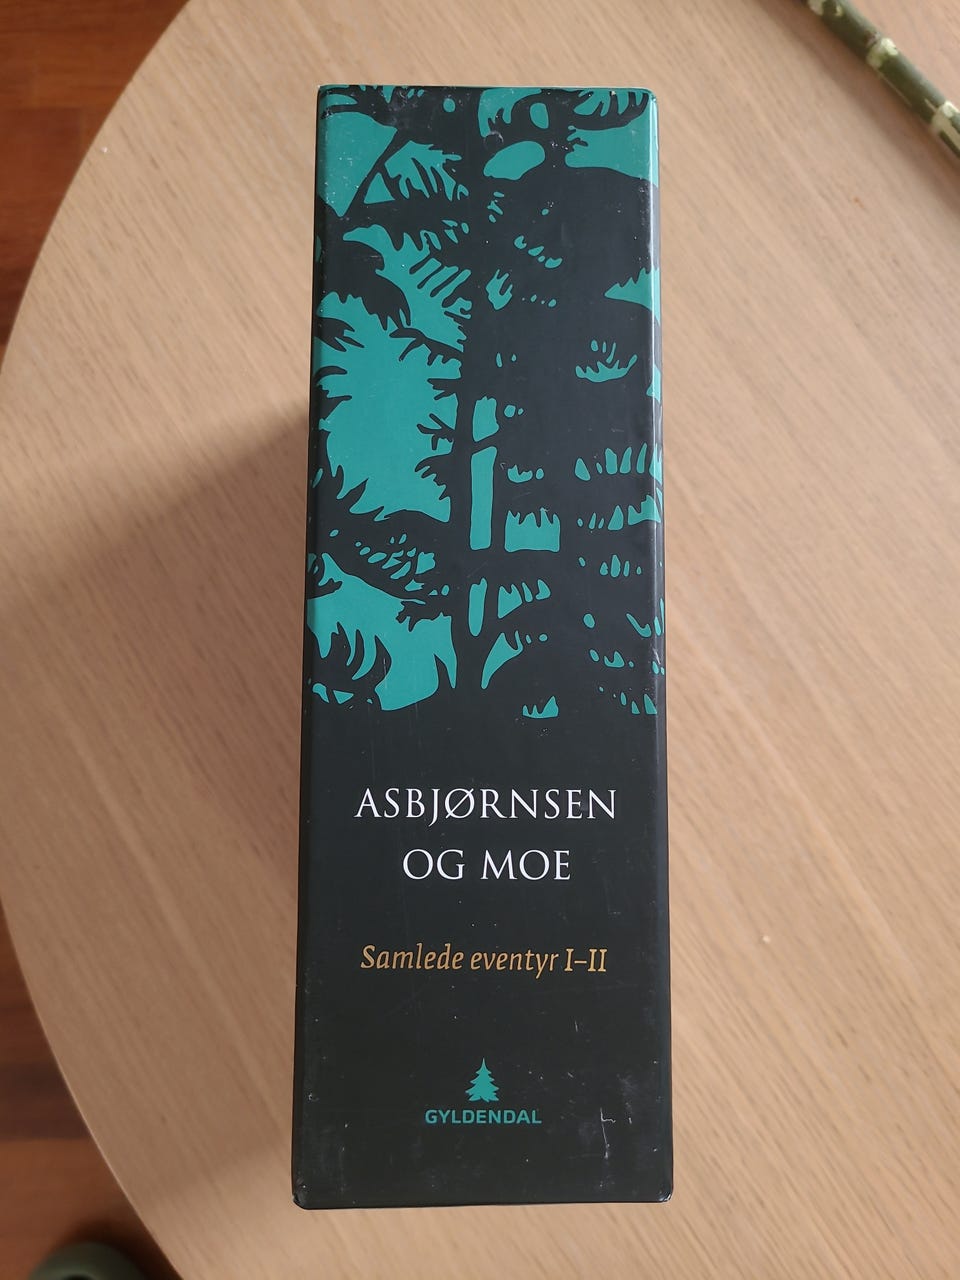 ASBJØRNSEN
OG MOE
Samlede eventyr I–II
GYLDENDAL